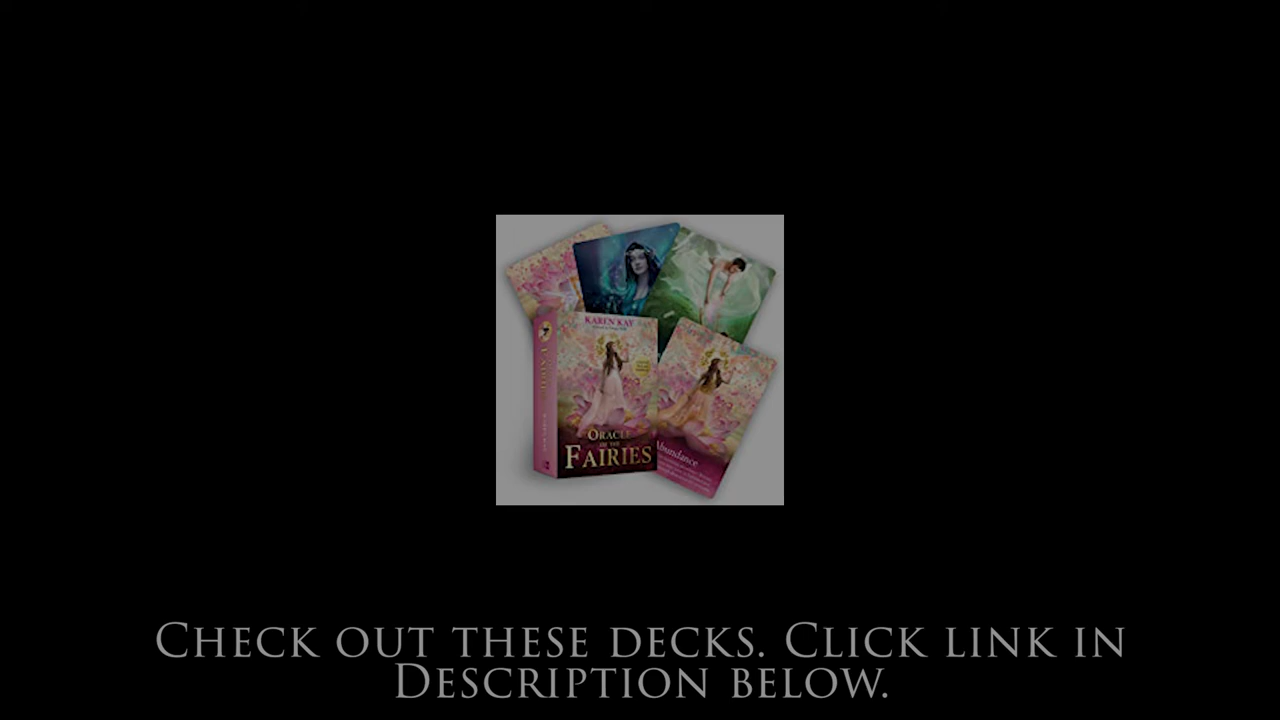 KAREN KAY
ORACLE
OF THE
FAIRIES
Abundance
CHECK OUT THESE DECKS. CLICK LINK IN
DESCRIPTION BELOW.